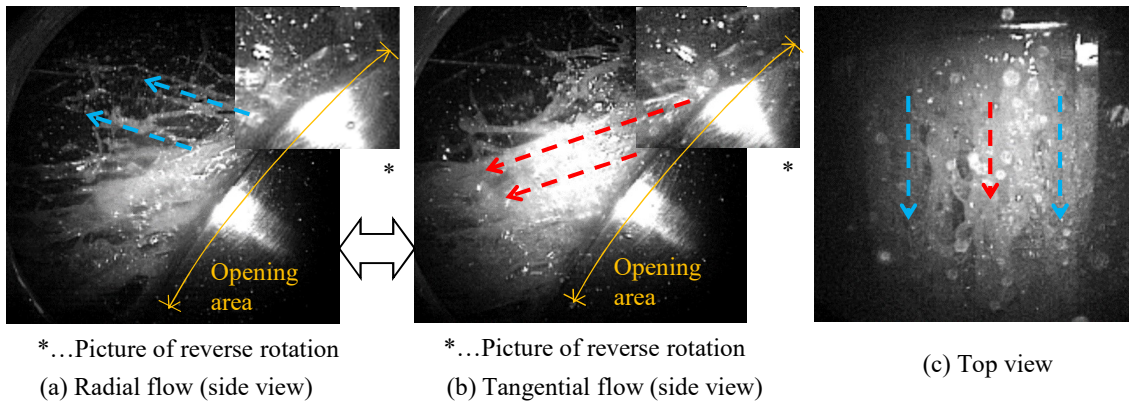 Opening
area
*
Opening
area
*
*…Picture of reverse rotation
*…Picture of reverse rotation
(a) Radial flow (side view)
(b) Tangential flow (side view)
(c) Top view